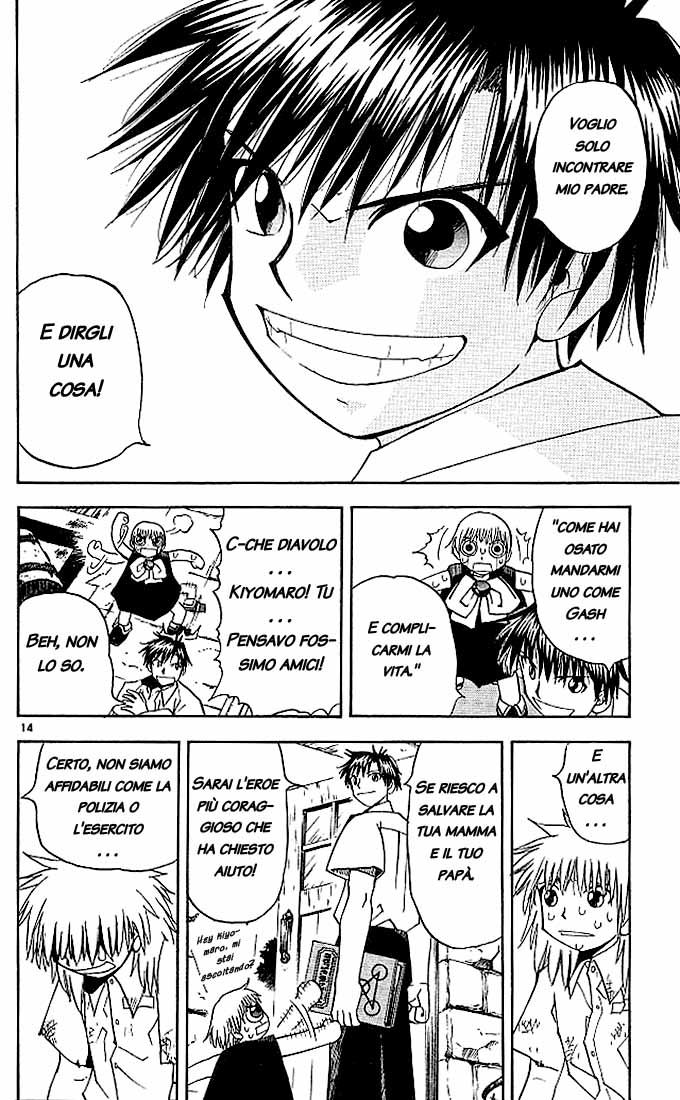 VOGLIO
SOLO
INCONTRARE
MIO PADRE.
E DIRGLI
UNA
COSA!
"COME HAI
OSATO
MANDARMI
UNO COME
GASH
...
E COMPLI-
CARMI LA
VITA."
C-CHE DIAVOLO
...
KIYOMARO! TU
...
PENSAVO FOS-
SIMO AMICI!
BEH, NON
LO SO.
14
E
UN'ALTRA
COSA
...
SE RIESCO A
SALVARE LA
TUA MAMMA
E IL TUO
PAPÀ.
SARAI L'EROE
PIÙ CORAG-
GIOSO CHE
HA CHIESTO
AIUTO!
Hey Kiyo-
maro, mi
stai
ascoltando?
CERTO, NON SIAMO
AFFIDABILI COME LA
POLIZIA O
L'ESERCITO
...